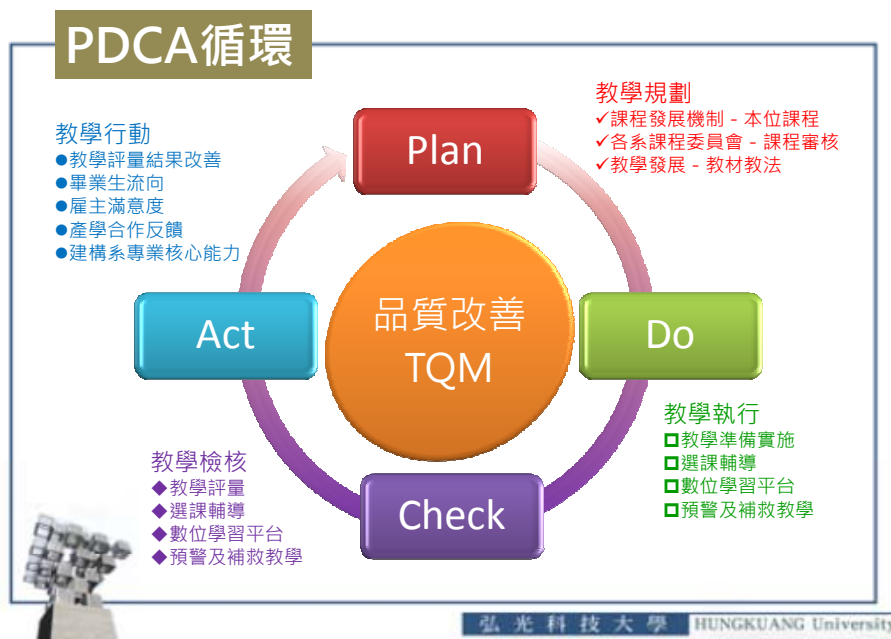 PDCA循環
Plan
教學規劃
✓課程發展機制 - 本位課程
✓各系課程委員會 - 課程審核
✓教學發展 - 教材教法
教學行動
●教學評量結果改善
●畢業生流向
●雇主滿意度
●產學合作反饋
●建構系專業核心能力
Act
品質改善
TQM
Do
教學執行
□教學準備實施
□選課輔導
□數位學習平台
□預警及補救教學
教學檢核
◆教學評量
◆選課輔導
◆數位學習平台
◆預警及補救教學
Check
弘光科技大學 HUNGKUANG University